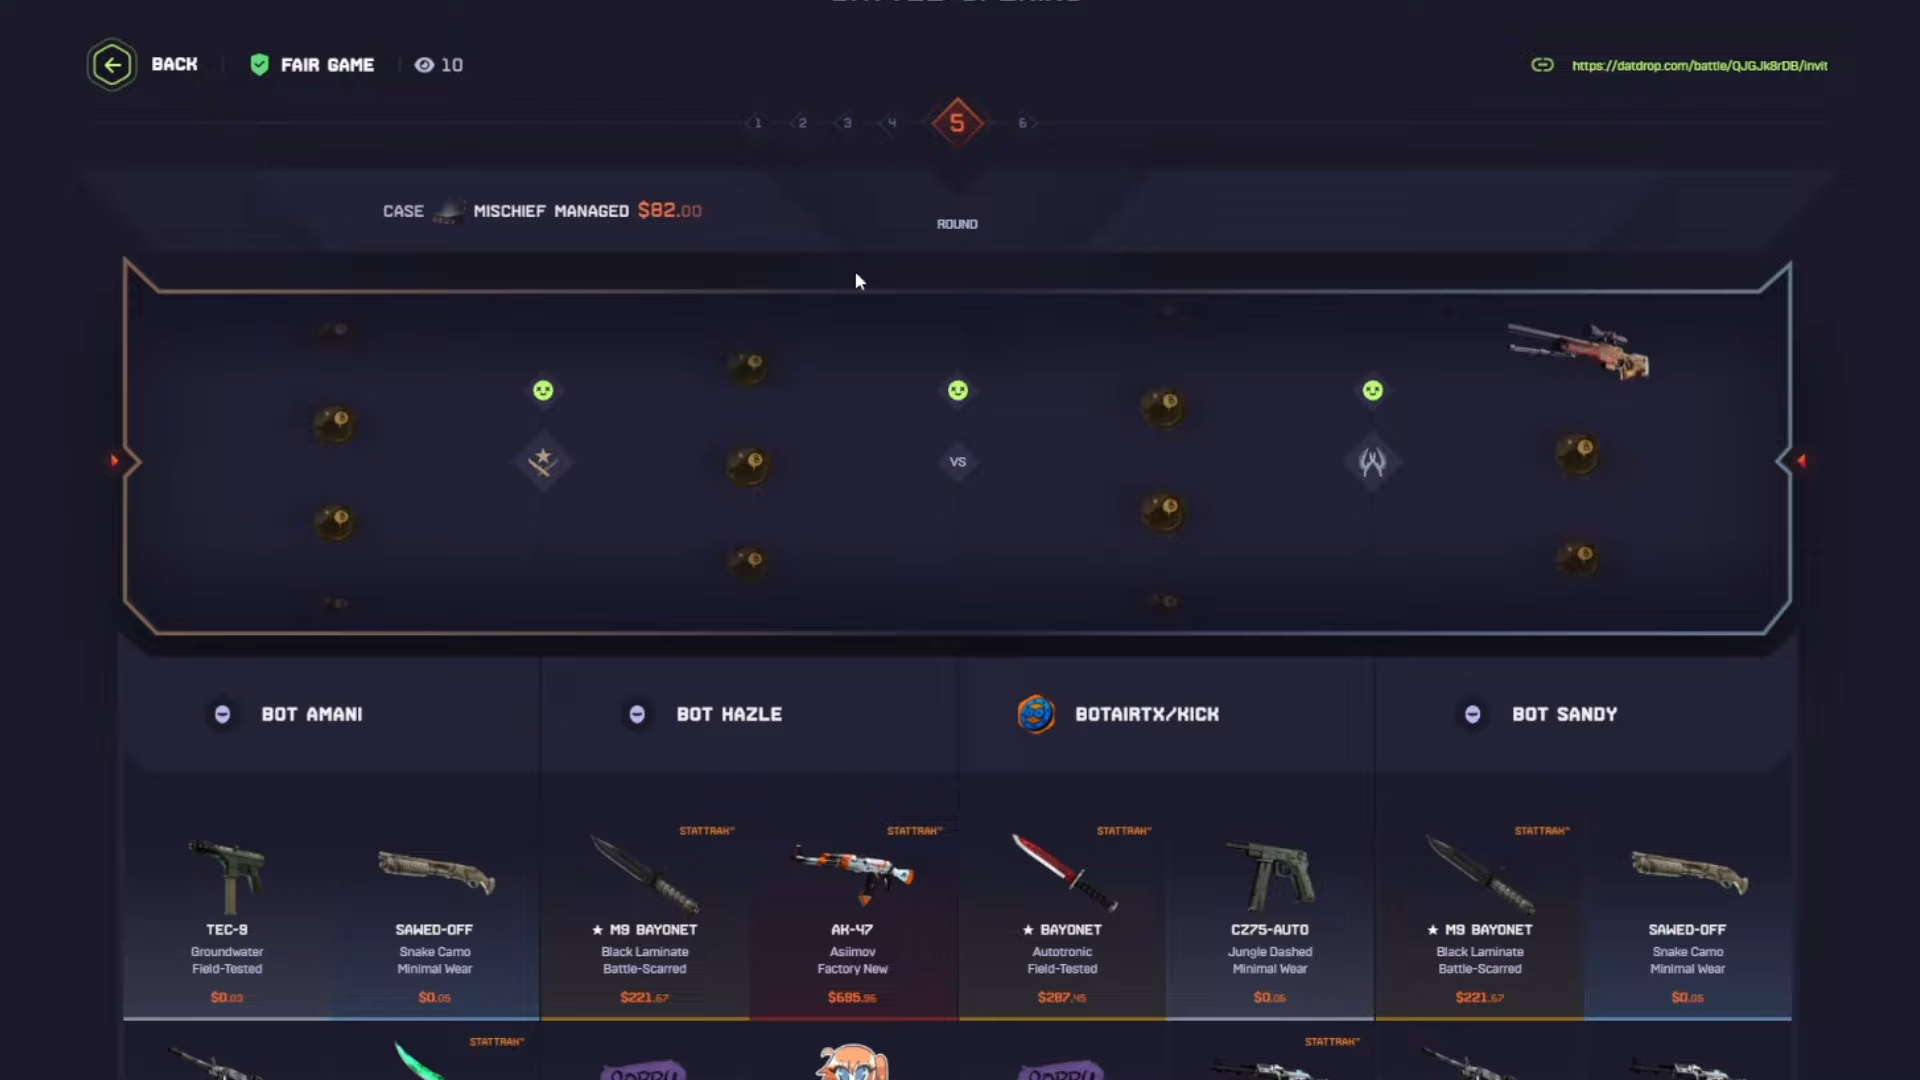 BACK
FAIR GAME
10
https://datdrop.com/battle/QJGJk8rDB/invit
1 2 3 4 5 6
CASE MISCHIEF MANAGED $82.00
ROUND
VS
BOT AMANI
BOT HAZLE
BOTAIRTX/KICK
BOT SANDY
TEC-9
Groundwater
Field-Tested
$0.03
SAWED-OFF
Snake Camo
Minimal Wear
$0.05
STATTRAK™
★ M9 BAYONET
Black Laminate
Battle-Scarred
$221.67
STATTRAK™
AK-47
Asiimov
Factory New
$695.96
STATTRAK™
★ BAYONET
Autotronic
Field-Tested
$287.45
CZ75-AUTO
Jungle Dashed
Minimal Wear
$0.06
STATTRAK™
★ M9 BAYONET
Black Laminate
Battle-Scarred
$221.67
SAWED-OFF
Snake Camo
Minimal Wear
$0.05
STATTRAK™
STATTRAK™